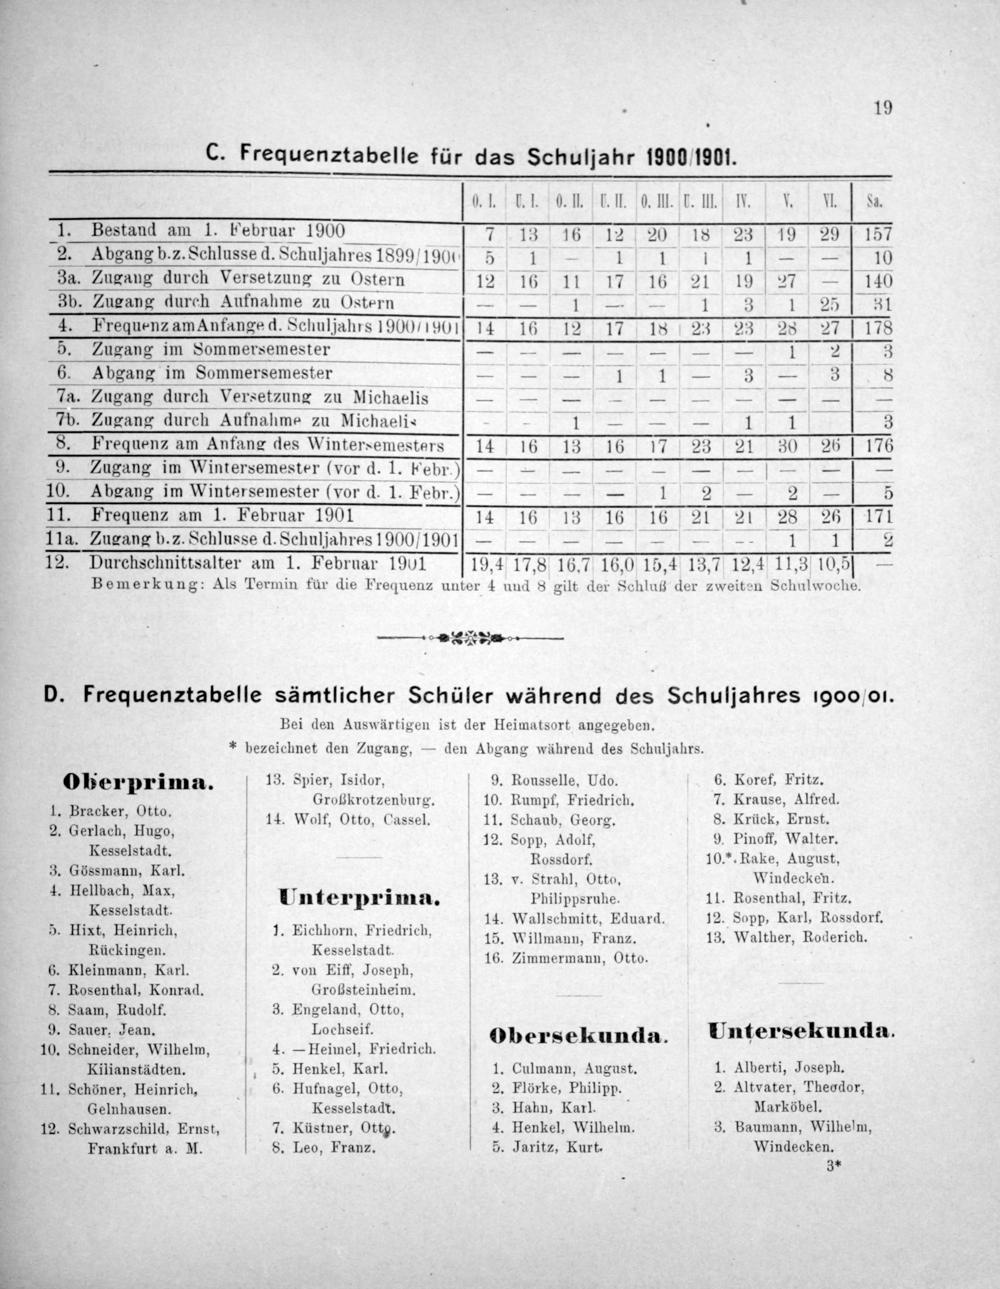 19
C. Frequenztabelle für das Schuljahr 1900/1901.
O. I. U. I. O. II. U. II. O. III. U. III. IV. V. VI. Sa.
1. Bestand am 1. Februar 1900 7 13 16 12 20 18 23 19 29 157
2. Abgang b. z. Schlusse d. Schuljahres 1899/1900 5 1 — 1 1 1 1 — — 10
3a. Zugang durch Versetzung zu Ostern 12 16 11 17 16 21 19 27 — 140
3b. Zugang durch Aufnahme zu Ostern — — 1 — — 1 3 1 25 31
4. Frequenz am Anfange d. Schuljahrs 1900/1901 14 16 12 17 18 23 23 28 27 178
5. Zugang im Sommersemester — — — — — — — 1 2 3
6. Abgang im Sommersemester — — — 1 1 — 3 — 3 8
7a. Zugang durch Versetzung zu Michaelis — — — — — — — — — —
7b. Zugang durch Aufnahme zu Michaelis - - 1 — — — 1 1 3
8. Frequenz am Anfang des Wintersemesters 14 16 13 16 17 23 21 30 26 176
9. Zugang im Wintersemester (vor d. 1. Febr.) — — — — — — — — — —
10. Abgang im Wintersemester (vor d. 1. Febr.) — — — — 1 2 — 2 — 5
11. Frequenz am 1. Februar 1901 14 16 13 16 16 21 21 28 26 171
11a. Zugang b. z. Schlusse d. Schuljahres 1900/1901 — — — — — — -- 1 1 2
12. Durchschnittsalter am 1. Februar 1901 19,4 17,8 16,7 16,0 15,4 13,7 12,4 11,3 10,5 —
Bemerkung: Als Termin für die Frequenz unter 4 und 8 gilt der Schluß der zweiten Schulwoche.
D. Frequenztabelle sämtlicher Schüler während des Schuljahres 1900/01.
Bei den Auswärtigen ist der Heimatsort angegeben.
* bezeichnet den Zugang, — den Abgang während des Schuljahrs.
Oberprima.
1. Bracker, Otto.
2. Gerlach, Hugo,
Kesselstadt.
3. Gössmann, Karl.
4. Hellbach, Max,
Kesselstadt.
5. Hixt, Heinrich,
Rückingen.
6. Kleinmann, Karl.
7. Rosenthal, Konrad.
8. Saam, Rudolf.
9. Sauer, Jean.
10. Schneider, Wilhelm,
Kilianstädten.
11. Schöner, Heinrich,
Gelnhausen.
12. Schwarzschild, Ernst,
Frankfurt a. M.
13. Spier, Isidor,
Großkrotzenburg.
14. Wolf, Otto, Cassel.
Unterprima.
1. Eichhorn, Friedrich,
Kesselstadt.
2. von Eiff, Joseph,
Großsteinheim.
3. Engeland, Otto,
Lochseif.
4. — Heimel, Friedrich.
5. Henkel, Karl.
6. Hufnagel, Otto,
Kesselstadt.
7. Küstner, Otto.
8. Leo, Franz.
9. Rousselle, Udo.
10. Rumpf, Friedrich.
11. Schaub, Georg.
12. Sopp, Adolf,
Rossdorf.
13. v. Strahl, Otto,
Philippsruhe.
14. Wallschmitt, Eduard.
15. Willmann, Franz.
16. Zimmermann, Otto.
Obersekunda.
1. Culmann, August.
2. Flörke, Philipp.
3. Hahn, Karl.
4. Henkel, Wilhelm.
5. Jaritz, Kurt.
6. Koref, Fritz.
7. Krause, Alfred.
8. Krück, Ernst.
9. Pinoff, Walter.
10.* Rake, August,
Windecken.
11. Rosenthal, Fritz.
12. Sopp, Karl, Rossdorf.
13. Walther, Roderich.
Untersekunda.
1. Alberti, Joseph.
2. Altvater, Theodor,
Marköbel.
3. Baumann, Wilhelm,
Windecken.
3*